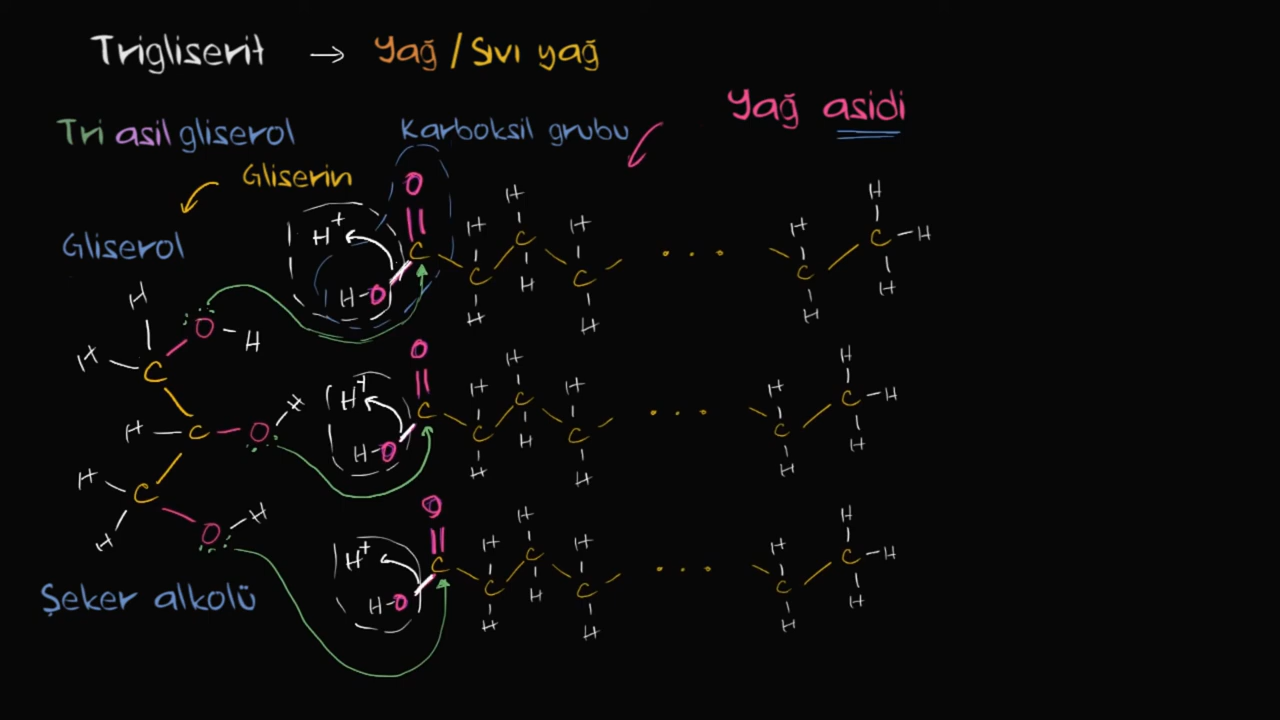 Trigliserit → Yağ / Sıvı yağ
Yağ asidi
Tri asil gliserol
Karboksil grubu
Gliserin
Gliserol
Şeker alkolü
O
H H H H H
H+
C C C C ... C C H
H-O
H H H H H
H O H
H C
O
H H H H H
H+
C C C C ... C C H
H C O H
H-O
H H H H H
H C
O
H H H H H
H O H
H+
C C C C ... C C H
H-O
H H H H H